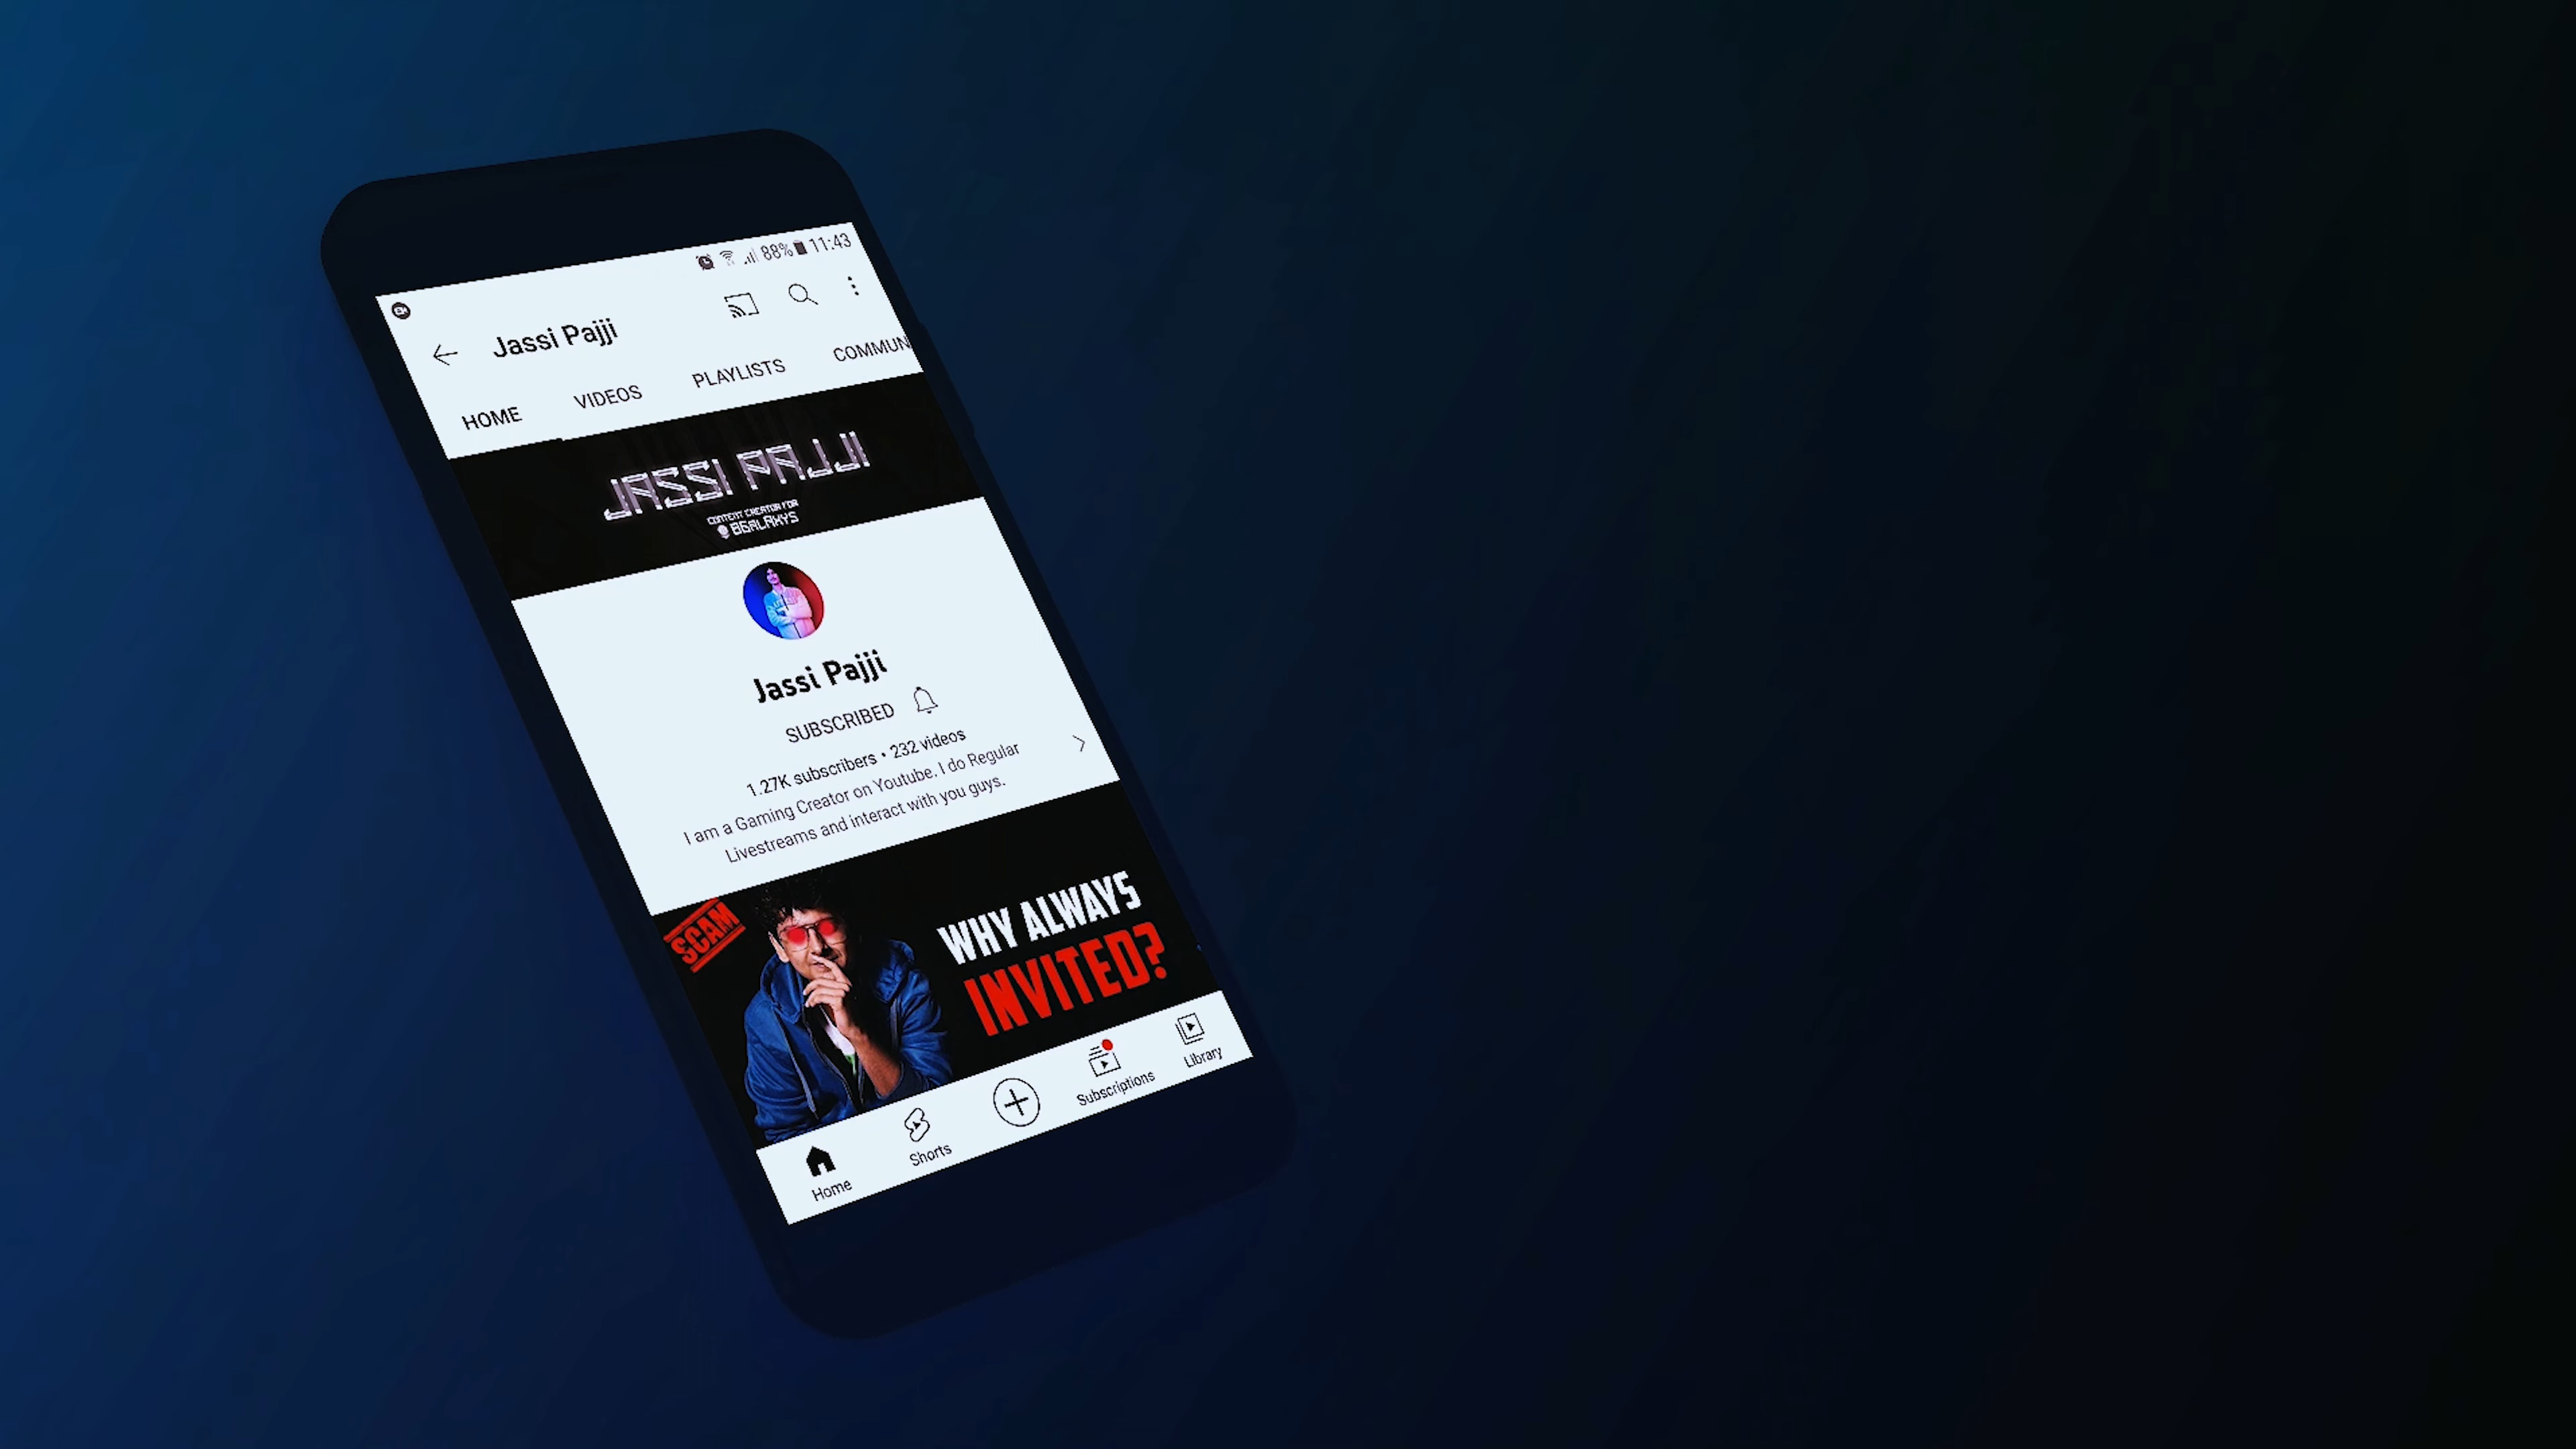 88% 11:43
Jassi Pajji
HOME VIDEOS PLAYLISTS COMMUN
JASSI PAJJI
CONTENT CREATOR FOR
8GALAXYS
Jassi Pajji
SUBSCRIBED
1.27K subscribers • 232 videos
I am a Gaming Creator on Youtube. I do Regular
Livestreams and interact with you guys.
SCAM
WHY ALWAYS
INVITED?
Home Shorts Subscriptions Library